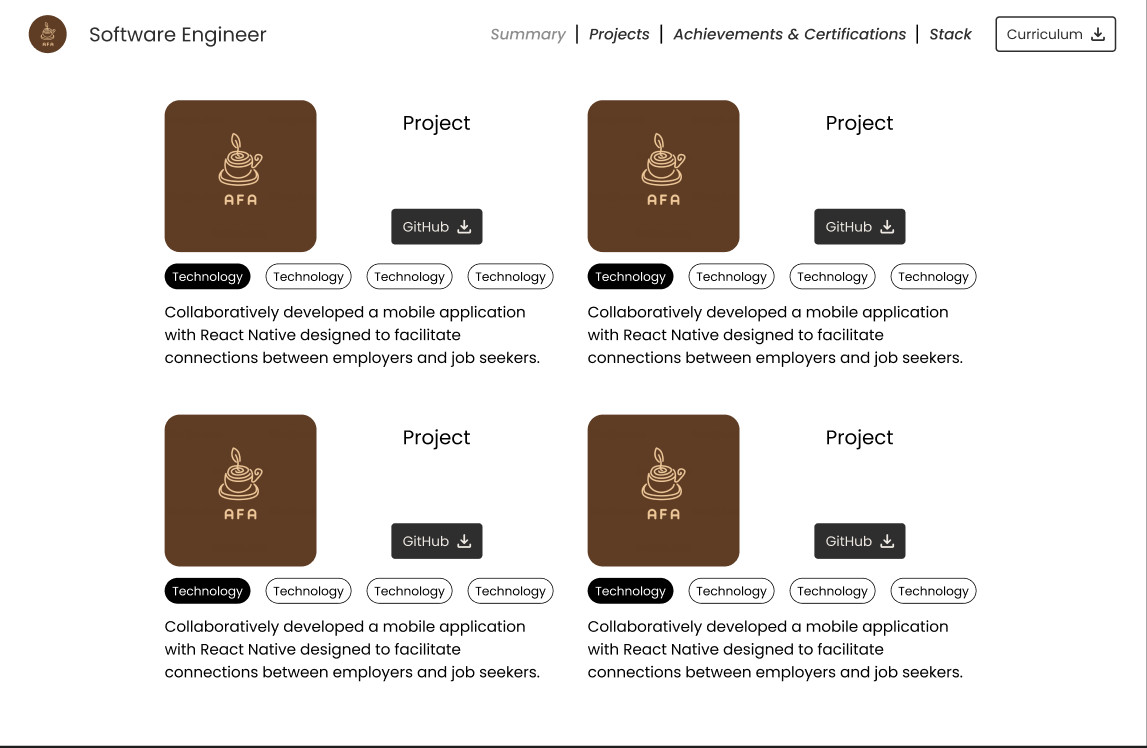 AFA
Software Engineer
Summary | Projects | Achievements & Certifications | Stack
Curriculum
AFA
Project
GitHub
Technology Technology Technology Technology
Collaboratively developed a mobile application
with React Native designed to facilitate
connections between employers and job seekers.
AFA
Project
GitHub
Technology Technology Technology Technology
Collaboratively developed a mobile application
with React Native designed to facilitate
connections between employers and job seekers.
AFA
Project
GitHub
Technology Technology Technology Technology
Collaboratively developed a mobile application
with React Native designed to facilitate
connections between employers and job seekers.
AFA
Project
GitHub
Technology Technology Technology Technology
Collaboratively developed a mobile application
with React Native designed to facilitate
connections between employers and job seekers.